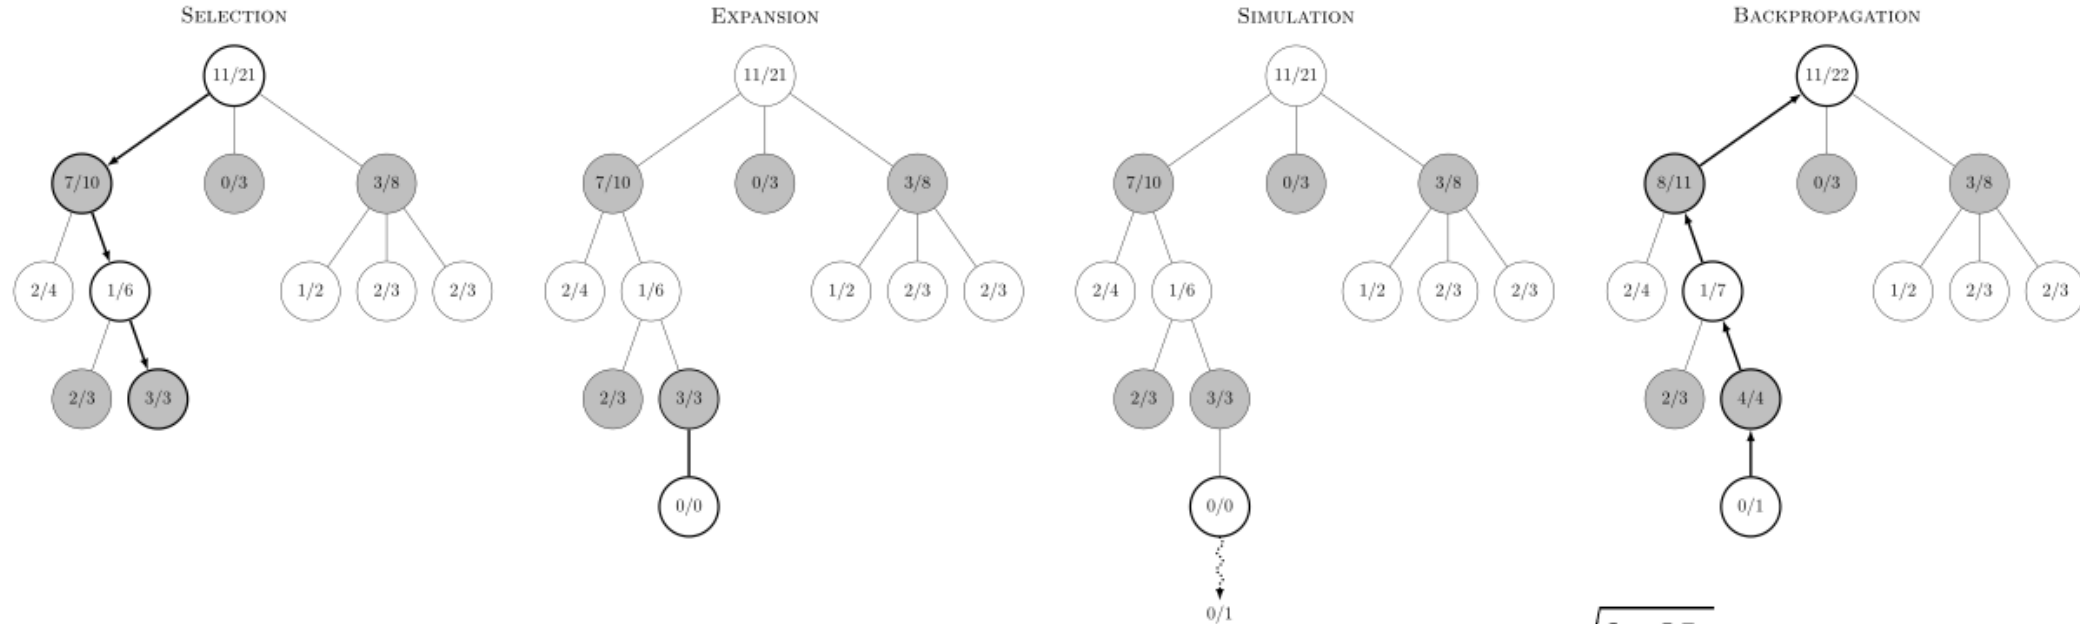 SELECTION EXPANSION SIMULATION BACKPROPAGATION
11/21 11/21 11/21 11/22
7/10 0/3 3/8 7/10 0/3 3/8 7/10 0/3 3/8 8/11 0/3 3/8
2/4 1/6 1/2 2/3 2/3 2/4 1/6 1/2 2/3 2/3 2/4 1/6 1/2 2/3 2/3 2/4 1/7 1/2 2/3 2/3
2/3 3/3 2/3 3/3 2/3 3/3 2/3 4/4
0/0 0/0 0/1
0/1